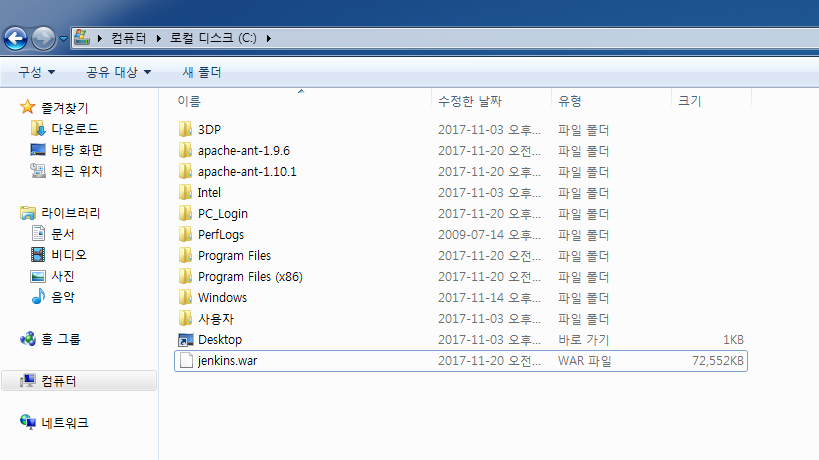 컴퓨터 로컬 디스크 (C:)
구성 공유 대상 새 폴더
즐겨찾기
다운로드
바탕 화면
최근 위치
라이브러리
문서
비디오
사진
음악
홈 그룹
컴퓨터
네트워크
이름 수정한 날짜 유형 크기
3DP 2017-11-03 오후... 파일 폴더
apache-ant-1.9.6 2017-11-20 오전... 파일 폴더
apache-ant-1.10.1 2017-11-20 오전... 파일 폴더
Intel 2017-11-03 오후... 파일 폴더
PC_Login 2017-11-20 오전... 파일 폴더
PerfLogs 2009-07-14 오후... 파일 폴더
Program Files 2017-11-20 오전... 파일 폴더
Program Files (x86) 2017-11-20 오전... 파일 폴더
Windows 2017-11-14 오후... 파일 폴더
사용자 2017-11-03 오후... 파일 폴더
Desktop 2017-11-03 오후... 바로 가기 1KB
jenkins.war 2017-11-20 오전... WAR 파일 72,552KB